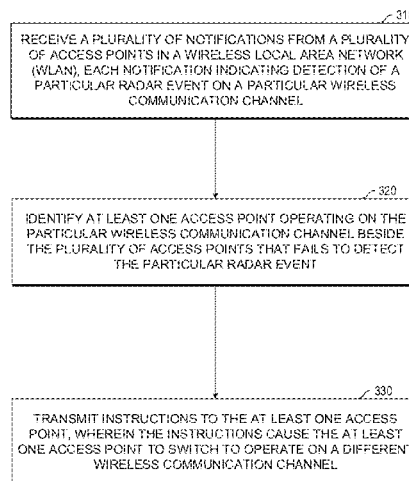 310
RECEIVE A PLURALITY OF NOTIFICATIONS FROM A PLURALITY
OF ACCESS POINTS IN A WIRELESS LOCAL AREA NETWORK
(WLAN), EACH NOTIFICATION INDICATING DETECTION OF A
PARTICULAR RADAR EVENT ON A PARTICULAR WIRELESS
COMMUNICATION CHANNEL
320
IDENTIFY AT LEAST ONE ACCESS POINT OPERATING ON THE
PARTICULAR WIRELESS COMMUNICATION CHANNEL BESIDE
THE PLURALITY OF ACCESS POINTS THAT FAILS TO DETECT
THE PARTICULAR RADAR EVENT
330
TRANSMIT INSTRUCTIONS TO THE AT LEAST ONE ACCESS
POINT, WHEREIN THE INSTRUCTIONS CAUSE THE AT LEAST
ONE ACCESS POINT TO SWITCH TO OPERATE ON A DIFFERENT
WIRELESS COMMUNICATION CHANNEL